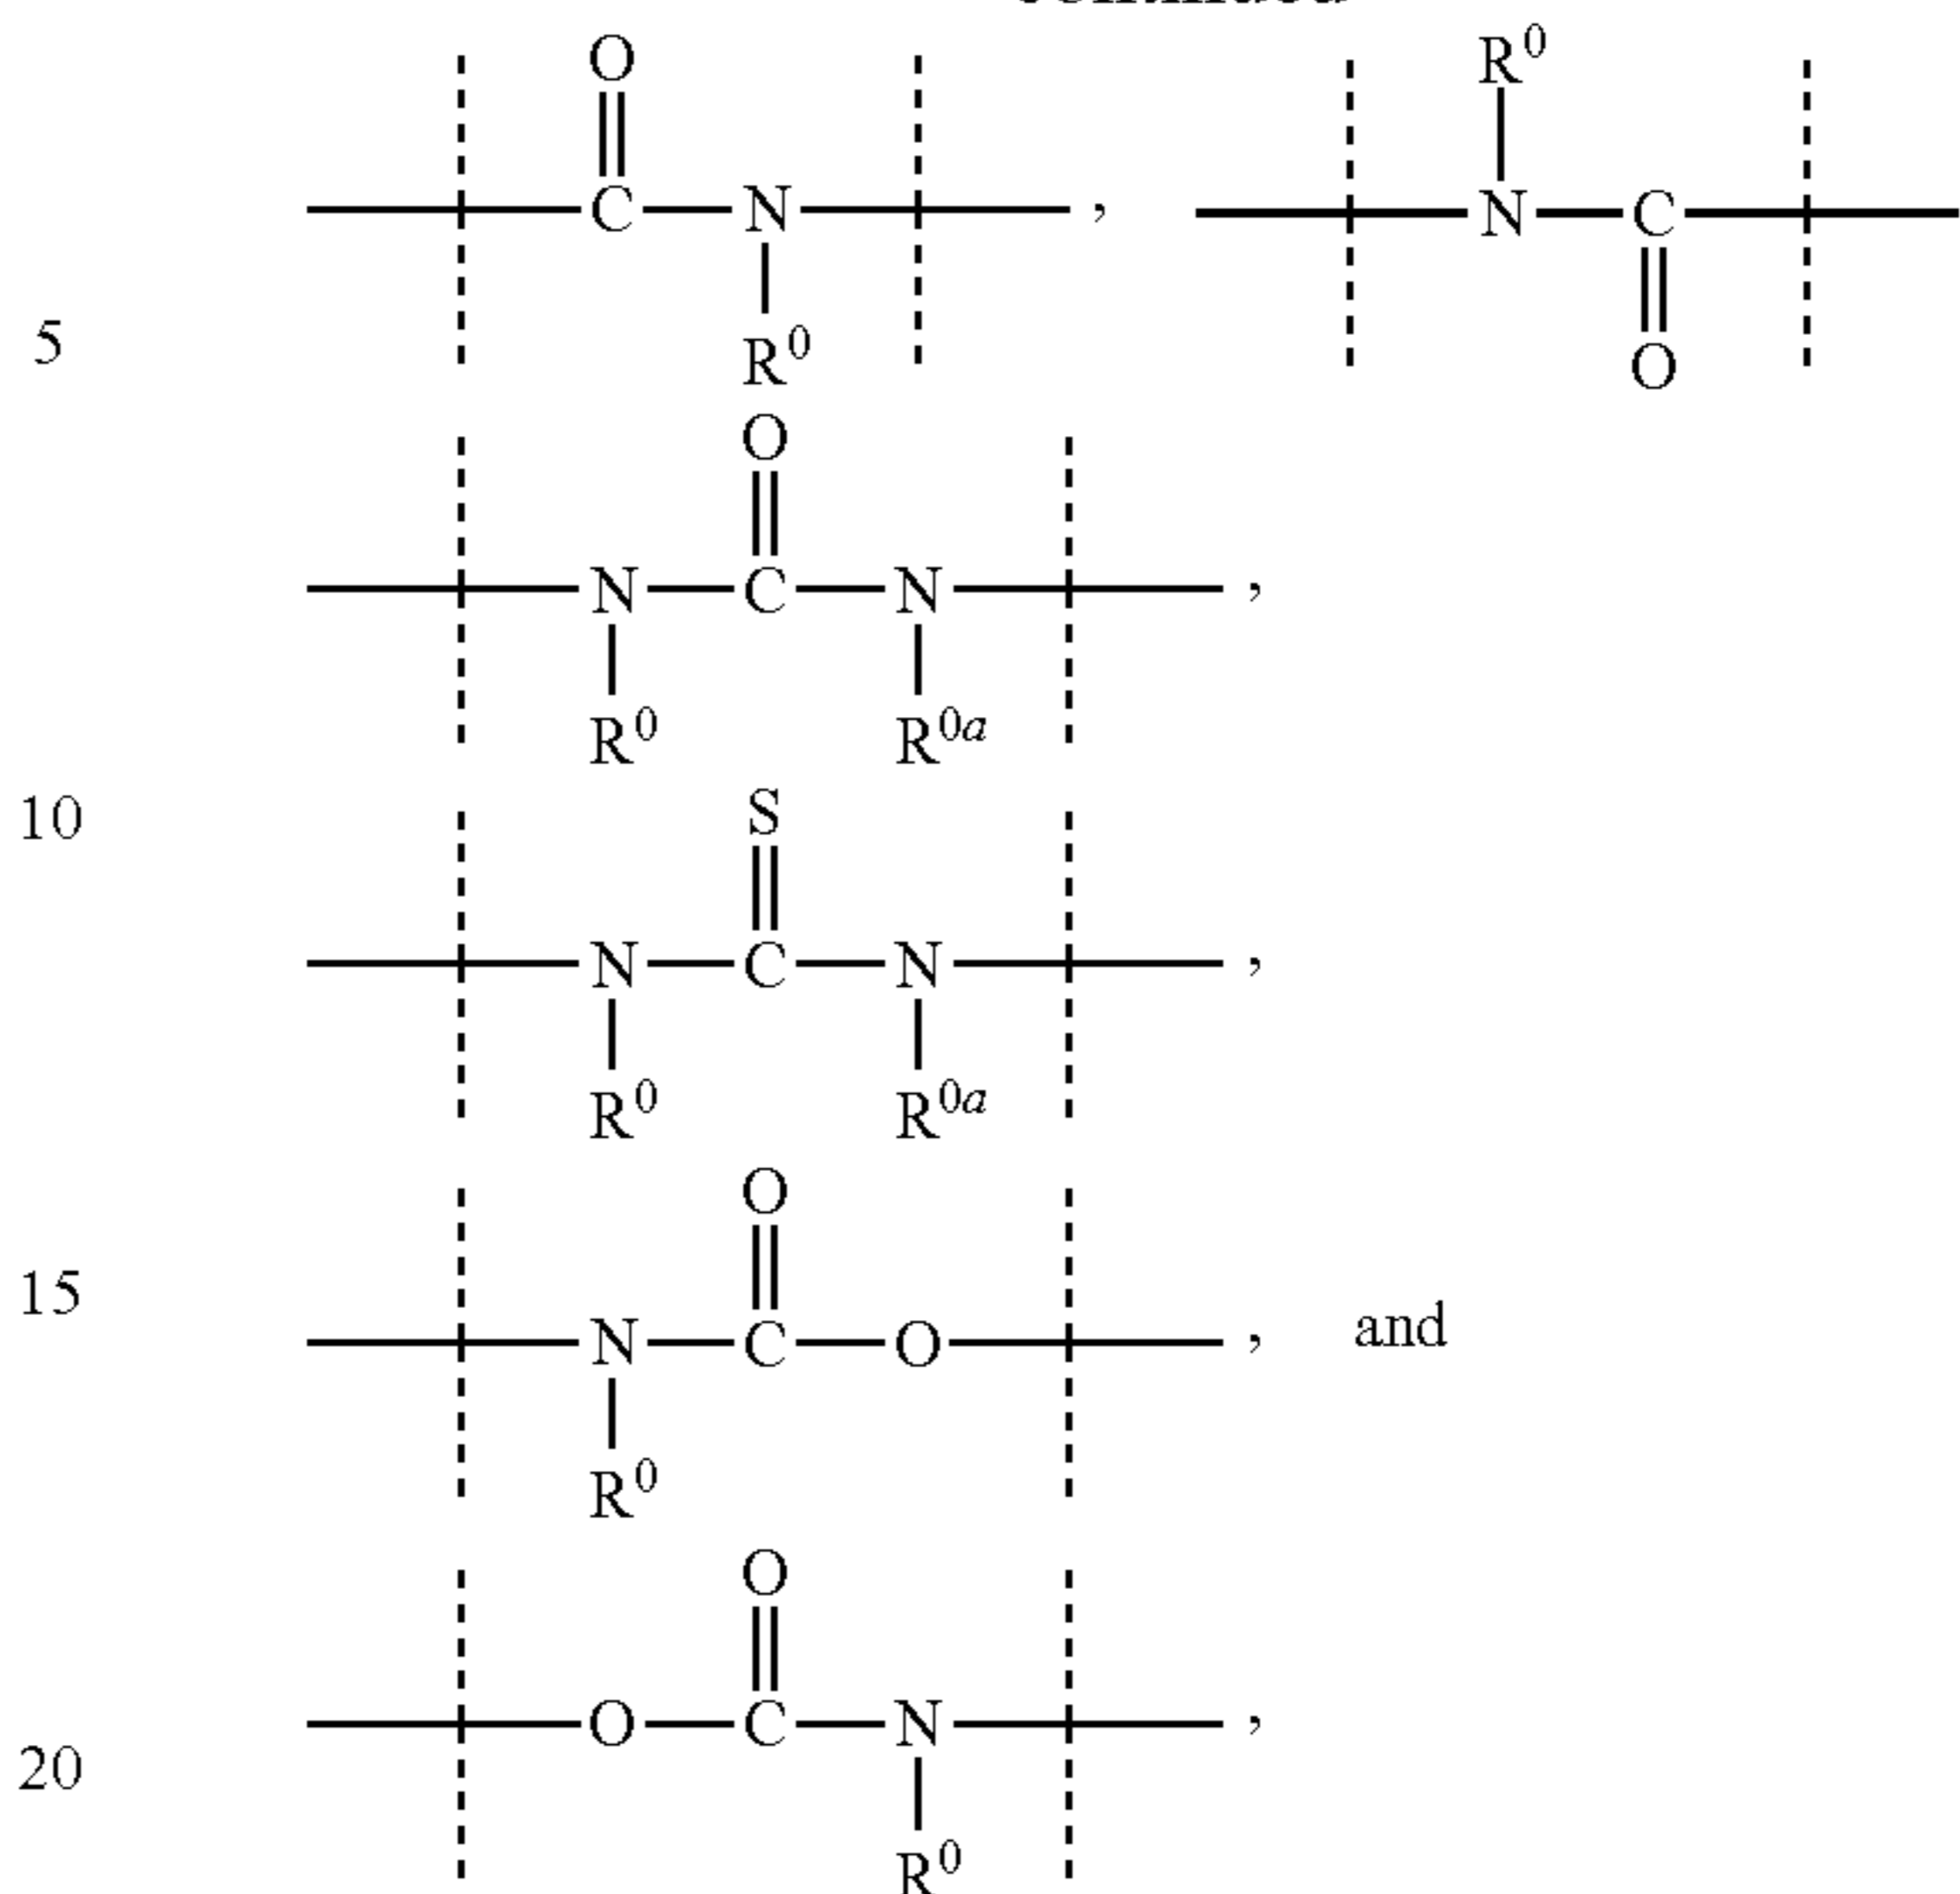 O R⁰
C N , N C
5 R⁰ O
O
N C N ,
R⁰ R⁰ᵃ
10 S
N C N ,
R⁰ R⁰ᵃ
O
15 N C O , and
R⁰
O
O C N ,
20
R⁰